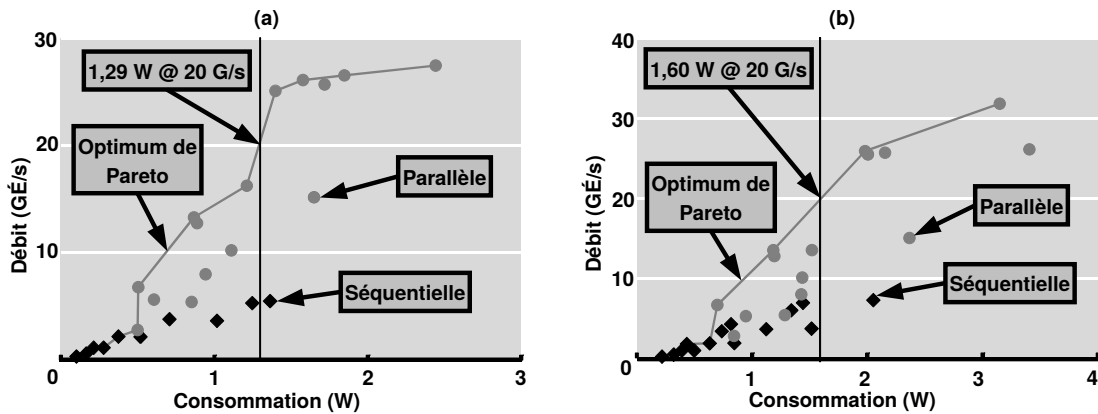 (a)
30
20
10
0
1
2
3
Débit (GÉ/s)
Consommation (W)
1,29 W @ 20 G/s
Optimum de
Pareto
Parallèle
Séquentielle
(b)
40
30
20
10
0
1
2
3
4
Débit (GÉ/s)
Consommation (W)
1,60 W @ 20 G/s
Optimum de
Pareto
Parallèle
Séquentielle